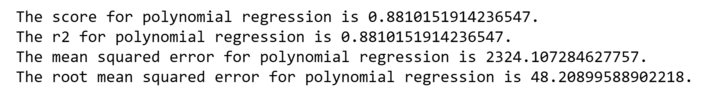 The score for polynomial regression is 0.8810151914236547.
The r2 for polynomial regression is 0.8810151914236547.
The mean squared error for polynomial regression is 2324.107284627757.
The root mean squared error for polynomial regression is 48.20899588902218.